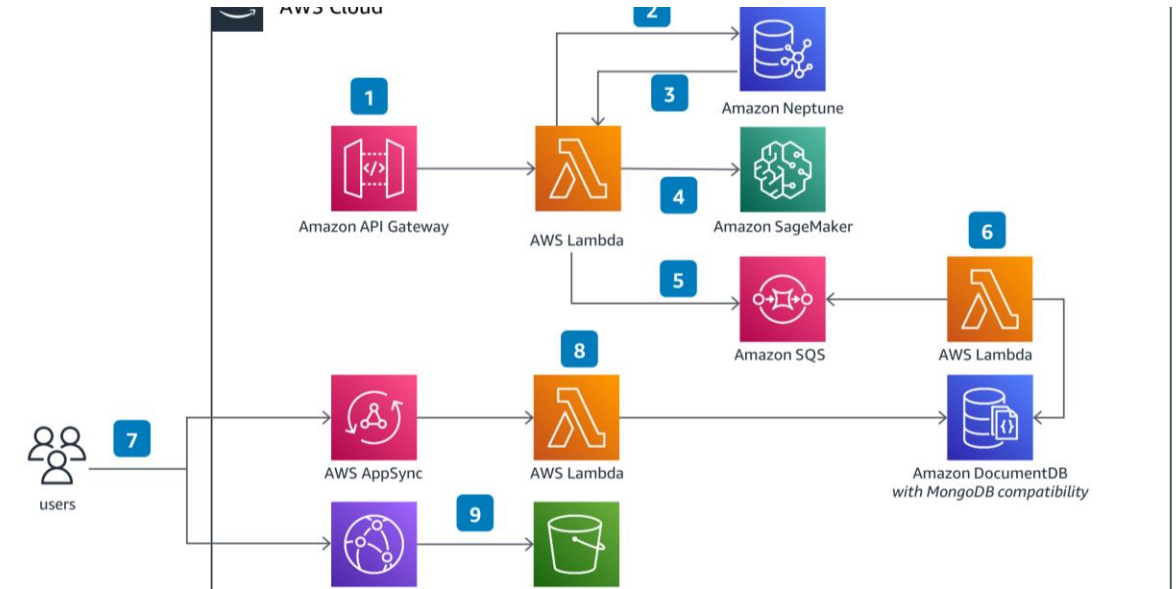 AWS Cloud
2
1
3
Amazon Neptune
4
Amazon API Gateway
AWS Lambda
Amazon SageMaker
6
5
Amazon SQS
AWS Lambda
8
7
users
AWS AppSync
AWS Lambda
Amazon DocumentDB
with MongoDB compatibility
9